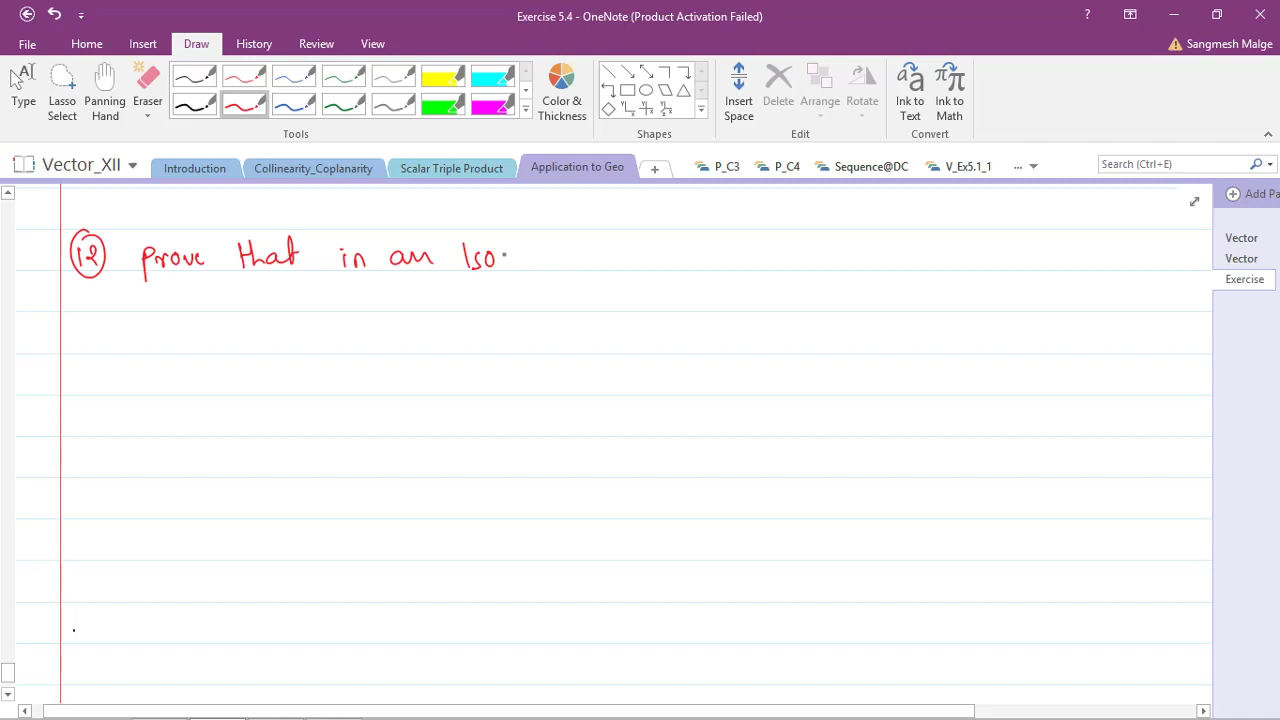 Exercise 5.4 - OneNote (Product Activation Failed)
?
File Home Insert Draw History Review View
Sangmesh Malge
Type Lasso Select Panning Hand Eraser Color & Thickness Insert Space Delete Arrange Rotate Ink to Text Ink to Math
Tools Shapes Edit Convert
Vector_XII Introduction Collinearity_Coplanarity Scalar Triple Product Application to Geo P_C3 P_C4 Sequence@DC V_Ex5.1_1 ... Search (Ctrl+E)
Add Pa
Vector
Vector
Exercise
12 prove that in an Iso